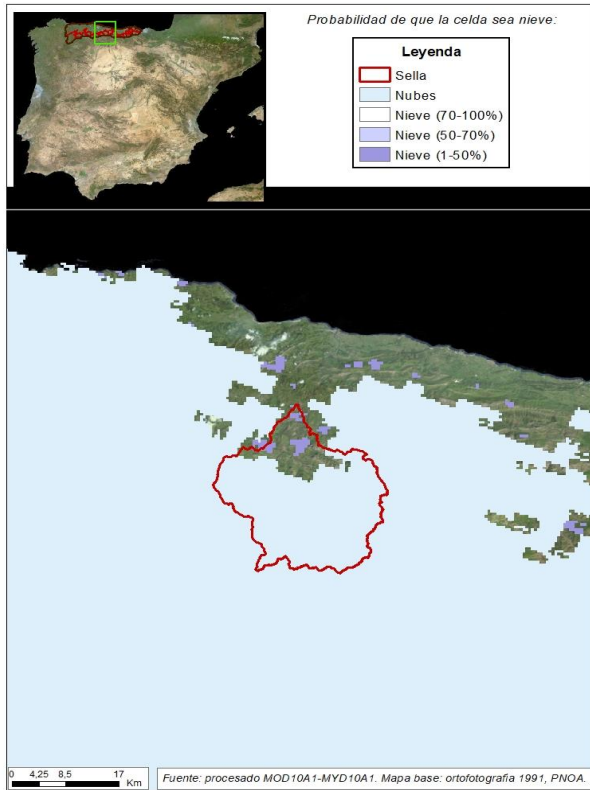 Probabilidad de que la celda sea nieve:
Leyenda
Sella
Nubes
Nieve (70-100%)
Nieve (50-70%)
Nieve (1-50%)
0 4,25 8,5 17
Km
Fuente: procesado MOD10A1-MYD10A1. Mapa base: ortofotografia 1991, PNOA.